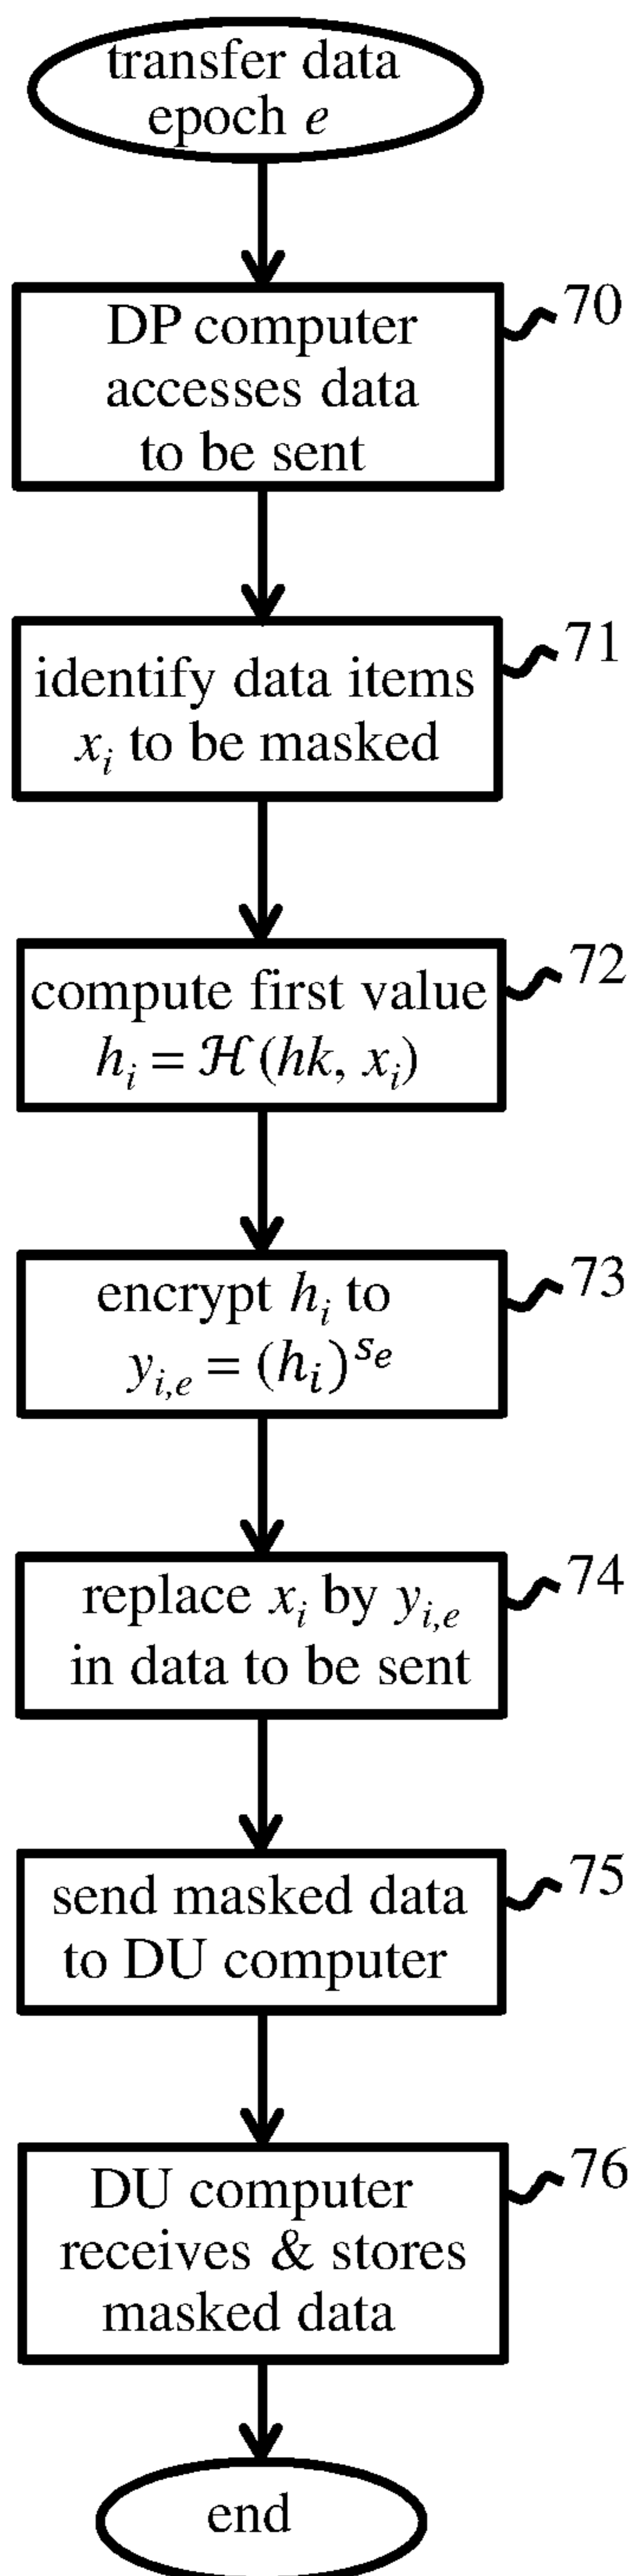 transfer data
epoch e
DP computer
accesses data
to be sent
70
identify data items
xᵢ to be masked
71
compute first value
hᵢ = ℋ(hk, xᵢ)
72
encrypt hᵢ to
yᵢ,ₑ = (hᵢ)^sₑ
73
replace xᵢ by yᵢ,ₑ
in data to be sent
74
send masked data
to DU computer
75
DU computer
receives & stores
masked data
76
end